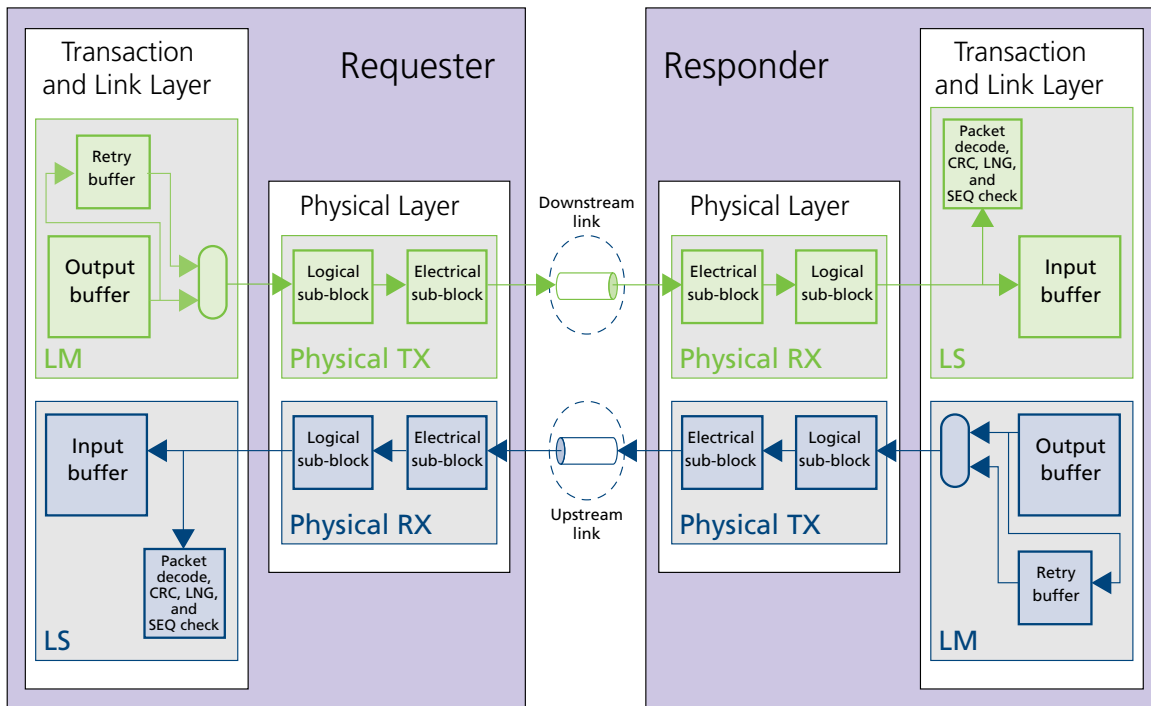 Requester
Transaction
and Link Layer
Retry
buffer
Output
buffer
LM
Physical Layer
Logical
sub-block
Electrical
sub-block
Physical TX
Input
buffer
Packet
decode,
CRC, LNG,
and
SEQ check
LS
Logical
sub-block
Electrical
sub-block
Physical RX
Downstream
link
Upstream
link
Responder
Physical Layer
Electrical
sub-block
Logical
sub-block
Physical RX
Electrical
sub-block
Logical
sub-block
Physical TX
Transaction
and Link Layer
Packet
decode,
CRC, LNG,
and
SEQ check
Input
buffer
LS
Output
buffer
Retry
buffer
LM